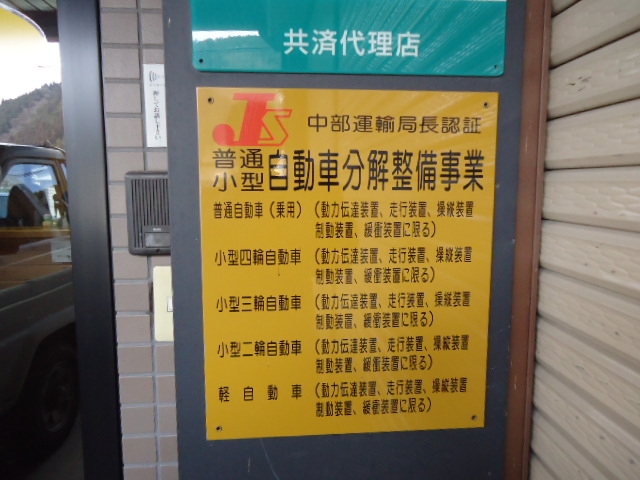 共済代理店
JS 中部運輸局長認証
普通
小型 自動車分解整備事業
普通自動車(乗用)(動力伝達装置、走行装置、操縦装置
制動装置、緩衝装置に限る)
小型四輪自動車(動力伝達装置、走行装置、操縦装置
制動装置、緩衝装置に限る)
小型三輪自動車(動力伝達装置、走行装置、操縦装置
制動装置、緩衝装置に限る)
小型二輪自動車(動力伝達装置、走行装置、操縦装置
制動装置、緩衝装置に限る)
軽自動車(動力伝達装置、走行装置、操縦装置
制動装置、緩衝装置に限る)
押してお話し下さい